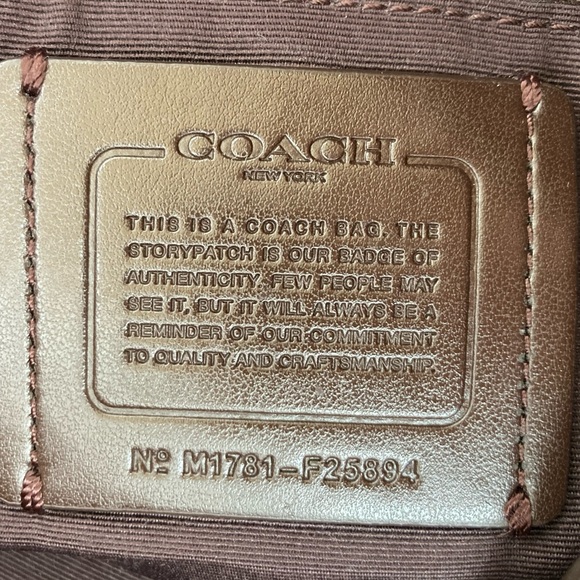 COACH
NEW YORK
THIS IS A COACH BAG. THE
STORYPATCH IS OUR BADGE OF
AUTHENTICITY. FEW PEOPLE MAY
SEE IT, BUT IT WILL ALWAYS BE A
REMINDER OF OUR COMMITMENT
TO QUALITY AND CRAFTSMANSHIP.
Nº M1781-F25894